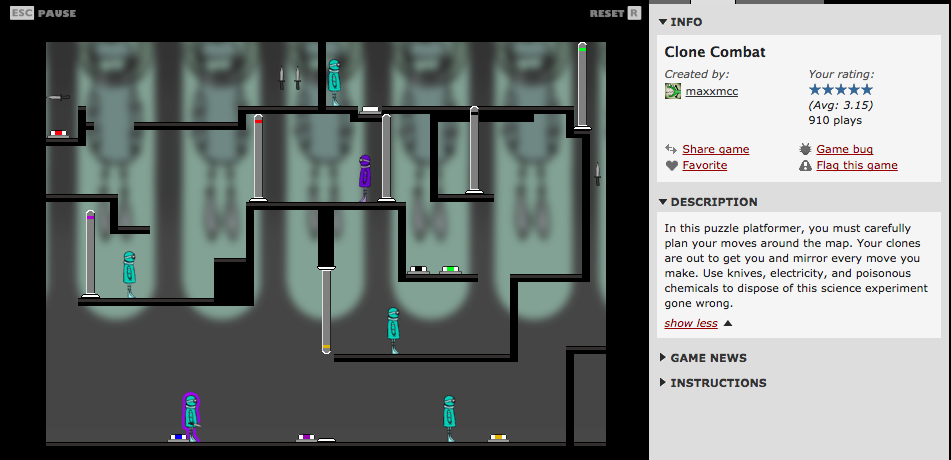 ESC PAUSE
RESET R
INFO
Clone Combat
Created by:
maxxmcc
Your rating:
(Avg: 3.15)
910 plays
Share game
Game bug
Favorite
Flag this game
DESCRIPTION
In this puzzle platformer, you must carefully
plan your moves around the map. Your clones
are out to get you and mirror every move you
make. Use knives, electricity, and poisonous
chemicals to dispose of this science experiment
gone wrong.
show less
GAME NEWS
INSTRUCTIONS